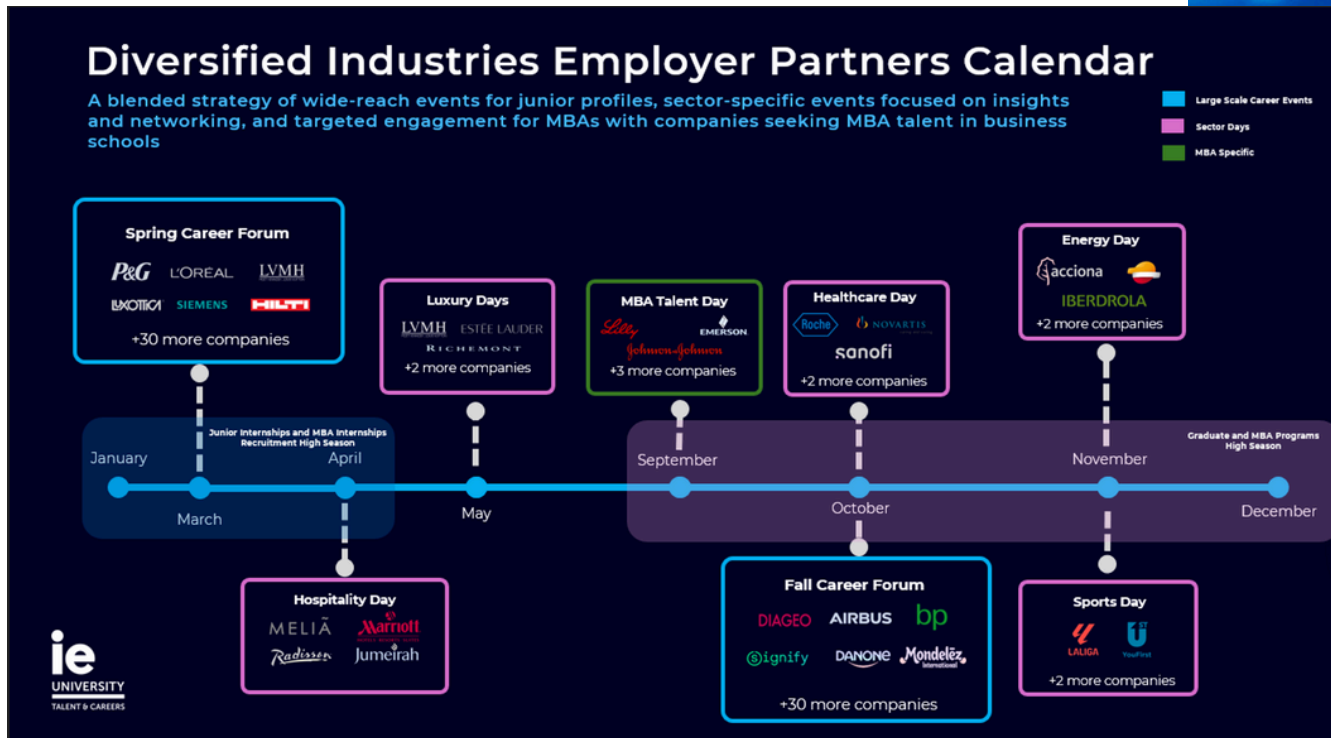 Diversified Industries Employer Partners Calendar
A blended strategy of wide-reach events for junior profiles, sector-specific events focused on insights
and networking, and targeted engagement for MBAs with companies seeking MBA talent in business
schools
Large Scale Career Events
Sector Days
MBA Specific
Spring Career Forum
P&G L'ORÉAL LVMH
LUXOTTICA SIEMENS HILTI
+30 more companies
Luxury Days
LVMH ESTĒE LAUDER
RICHEMONT
+2 more companies
MBA Talent Day
Lilly EMERSON
Johnson&Johnson
+3 more companies
Healthcare Day
Roche NOVARTIS
sanofi
+2 more companies
Energy Day
acciona
IBERDROLA
+2 more companies
Junior Internships and MBA Internships
Recruitment High Season
Graduate and MBA Programs
High Season
January
March
April
May
September
October
November
December
Hospitality Day
MELIÃ Marriott
Radisson Jumeirah
Fall Career Forum
DIAGEO AIRBUS bp
Signify DANONE Mondelēz
International
+30 more companies
Sports Day
LALIGA
1ST
YouFirst
+2 more companies
ie
UNIVERSITY
TALENT & CAREERS